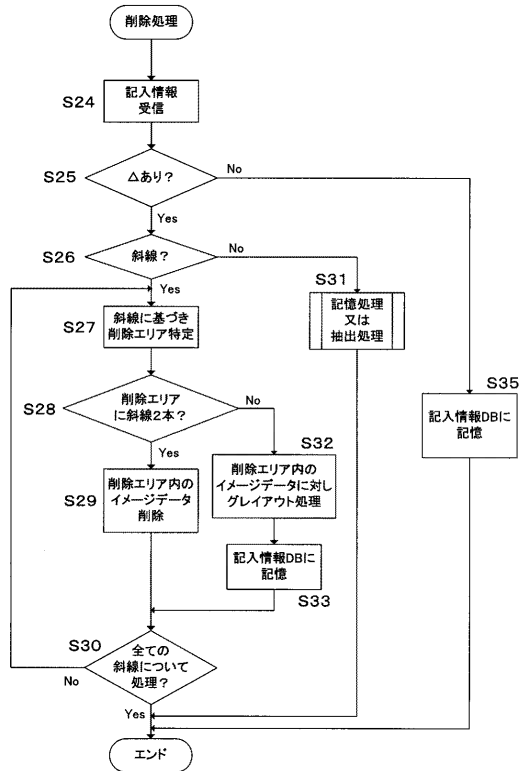 削除処理
S24
記入情報
受信
S25
△あり?
No
Yes
S26
斜線?
No
Yes
S31
記憶処理
又は
抽出処理
S27
斜線に基づき
削除エリア特定
S35
記入情報DBに
記憶
S28
削除エリア
に斜線2本?
No
Yes
S32
削除エリア内の
イメージデータに対し
グレイアウト処理
S29
削除エリア内の
イメージデータ
削除
記入情報DBに
記憶
S33
S30
全ての
斜線について
処理?
No
Yes
エンド